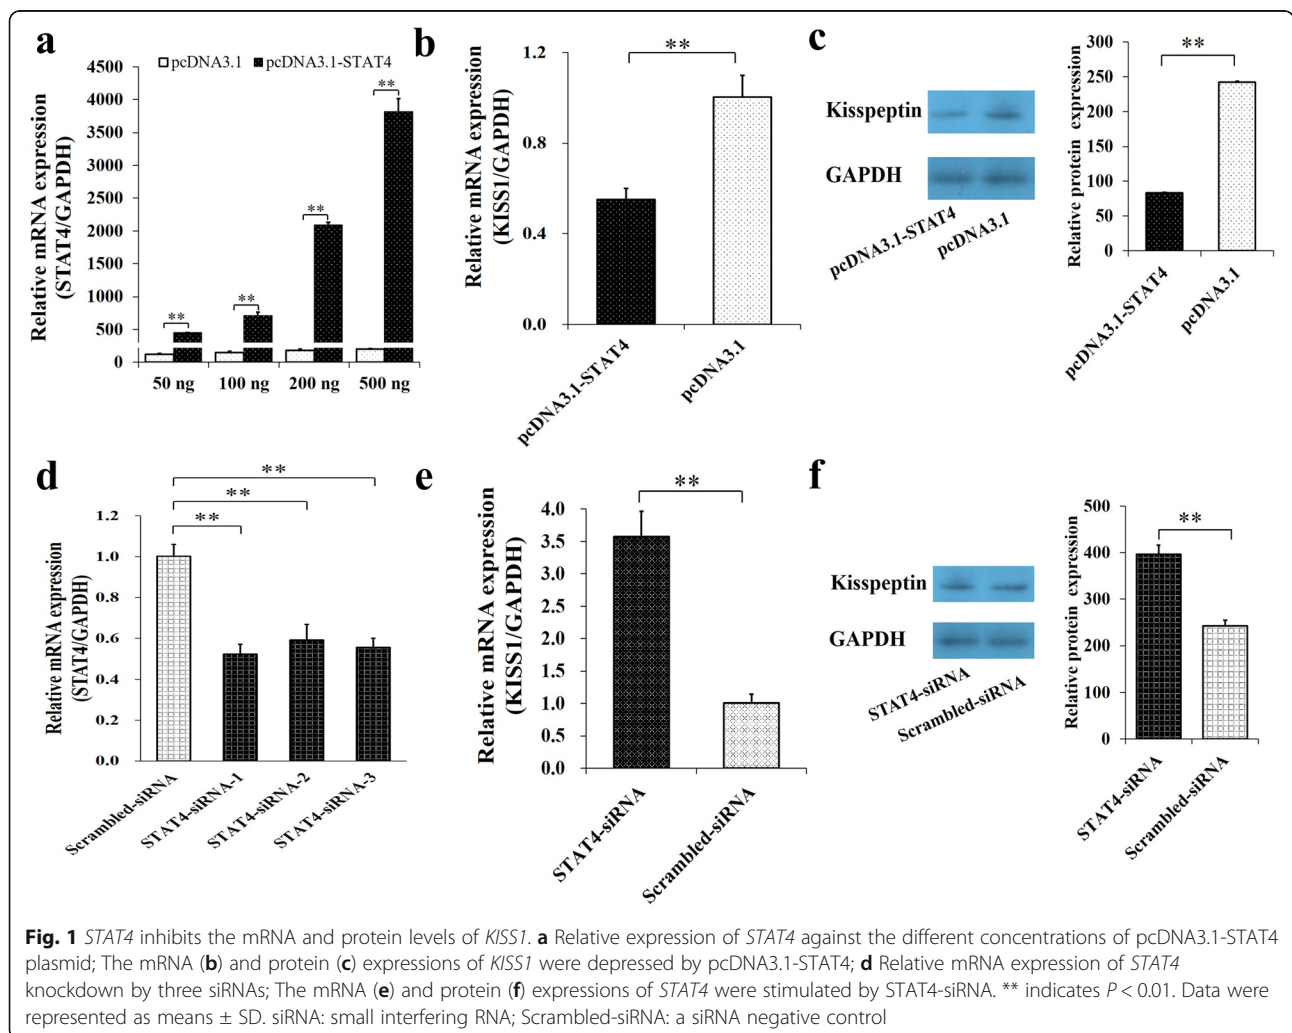 a
pcDNA3.1 pcDNA3.1-STAT4
Relative mRNA expression
(STAT4/GAPDH)
4500
4000
3500
3000
2500
2000
1500
1000
500
0
** ** ** **
50 ng 100 ng 200 ng 500 ng
b
Relative mRNA expression
(KISS1/GAPDH)
1.2
0.8
0.4
0.0
**
pcDNA3.1-STAT4 pcDNA3.1
c
Kisspeptin
GAPDH
pcDNA3.1-STAT4 pcDNA3.1
Relative protein expression
300
250
200
150
100
50
0
**
pcDNA3.1-STAT4 pcDNA3.1
d
Relative mRNA expression
(STAT4/GAPDH)
1.2
1.0
0.8
0.6
0.4
0.2
0.0
**
**
**
Scrambled-siRNA STAT4-siRNA-1 STAT4-siRNA-2 STAT4-siRNA-3
e
Relative mRNA expression
(KISS1/GAPDH)
4.0
3.5
3.0
2.5
2.0
1.5
1.0
0.5
0.0
**
STAT4-siRNA Scrambled-siRNA
f
Kisspeptin
GAPDH
STAT4-siRNA
Scrambled-siRNA
Relative protein expression
500
400
300
200
100
0
**
STAT4-siRNA Scrambled-siRNA
Fig. 1 STAT4 inhibits the mRNA and protein levels of KISS1. a Relative expression of STAT4 against the different concentrations of pcDNA3.1-STAT4
plasmid; The mRNA (b) and protein (c) expressions of KISS1 were depressed by pcDNA3.1-STAT4; d Relative mRNA expression of STAT4
knockdown by three siRNAs; The mRNA (e) and protein (f) expressions of STAT4 were stimulated by STAT4-siRNA. ** indicates P < 0.01. Data were
represented as means ± SD. siRNA: small interfering RNA; Scrambled-siRNA: a siRNA negative control